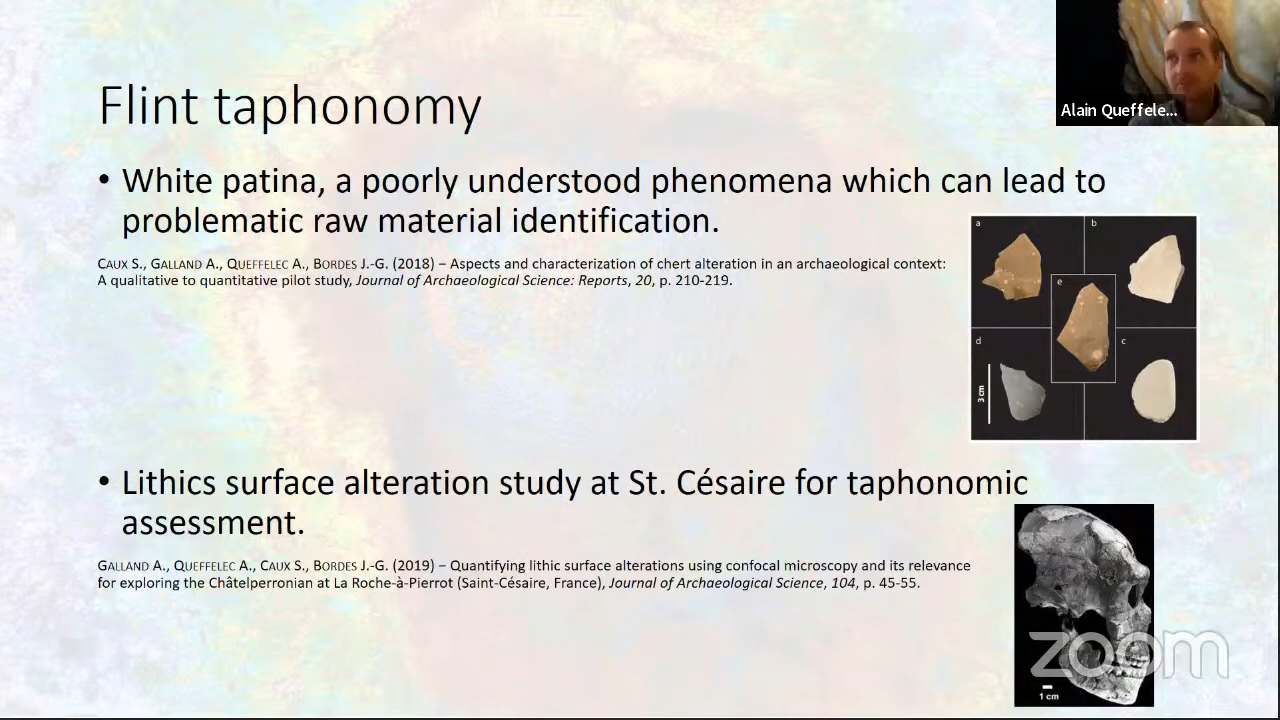 Flint taphonomy
Alain Queffele...
• White patina, a poorly understood phenomena which can lead to
problematic raw material identification.
CAUX S., GALLAND A., QUEFFELEC A., BORDES J.-G. (2018) – Aspects and characterization of chert alteration in an archaeological context:
A qualitative to quantitative pilot study, Journal of Archaeological Science: Reports, 20, p. 210-219.
a
b
e
d
c
3 cm
• Lithics surface alteration study at St. Césaire for taphonomic
assessment.
GALLAND A., QUEFFELEC A., CAUX S., BORDES J.-G. (2019) – Quantifying lithic surface alterations using confocal microscopy and its relevance
for exploring the Châtelperronian at La Roche-à-Pierrot (Saint-Césaire, France), Journal of Archaeological Science, 104, p. 45-55.
zoom
1 cm